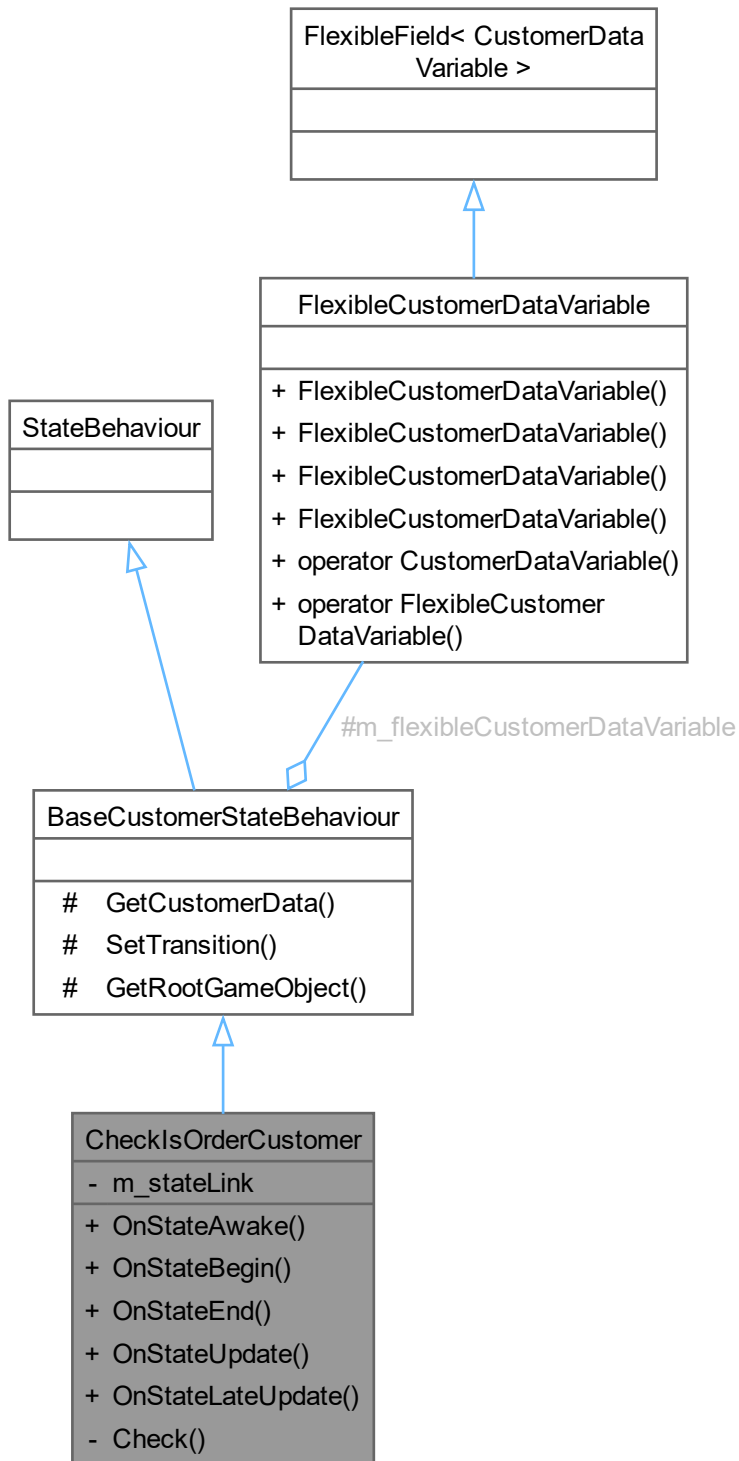 FlexibleField< CustomerData
Variable >
FlexibleCustomerDataVariable
+ FlexibleCustomerDataVariable()
+ FlexibleCustomerDataVariable()
+ FlexibleCustomerDataVariable()
+ FlexibleCustomerDataVariable()
+ operator CustomerDataVariable()
+ operator FlexibleCustomer
DataVariable()
StateBehaviour
#m_flexibleCustomerDataVariable
BaseCustomerStateBehaviour
# GetCustomerData()
# SetTransition()
# GetRootGameObject()
CheckIsOrderCustomer
- m_stateLink
+ OnStateAwake()
+ OnStateBegin()
+ OnStateEnd()
+ OnStateUpdate()
+ OnStateLateUpdate()
- Check()